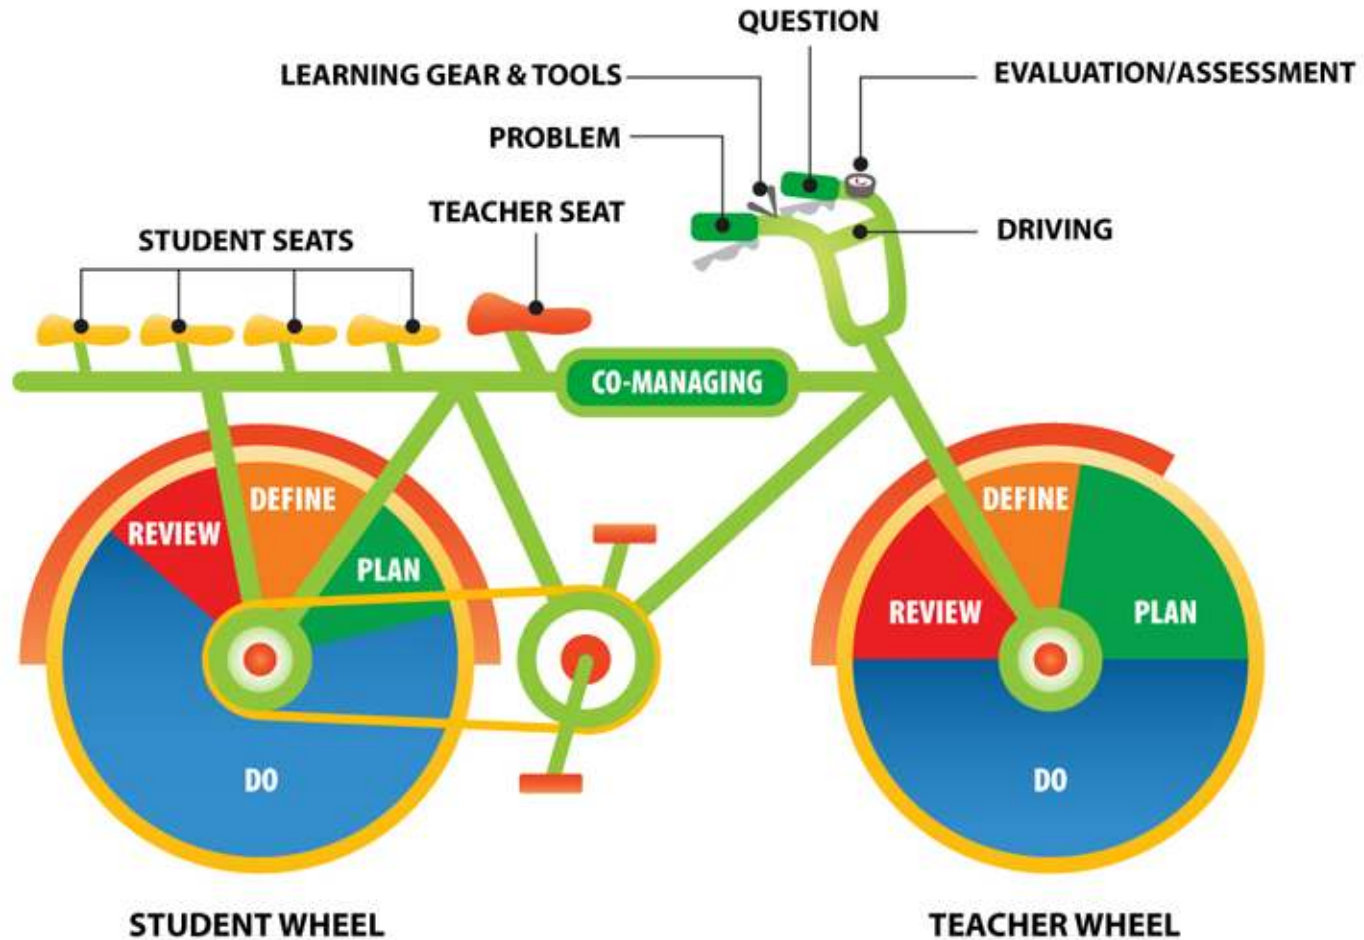 QUESTION
LEARNING GEAR & TOOLS
EVALUATION/ASSESSMENT
PROBLEM
TEACHER SEAT
DRIVING
STUDENT SEATS
CO-MANAGING
REVIEW
DEFINE
PLAN
DO
REVIEW
DEFINE
PLAN
DO
STUDENT WHEEL
TEACHER WHEEL